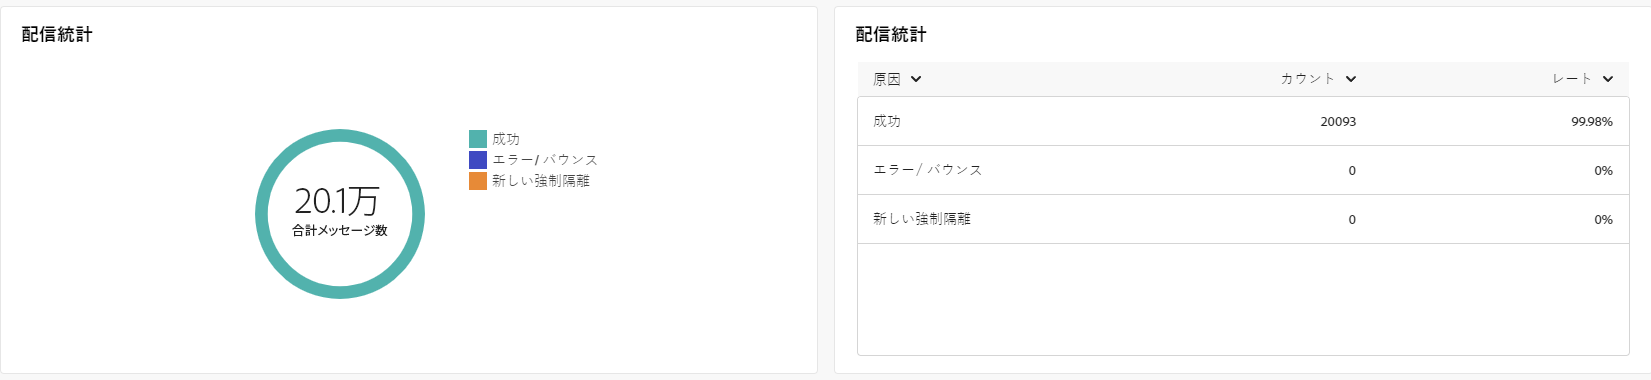 配信統計
20.1万
合計メッセージ数
成功
エラー/ バウンス
新しい強制隔離
配信統計
原因 カウント レート
成功 20093 99.98%
エラー/ バウンス 0 0%
新しい強制隔離 0 0%